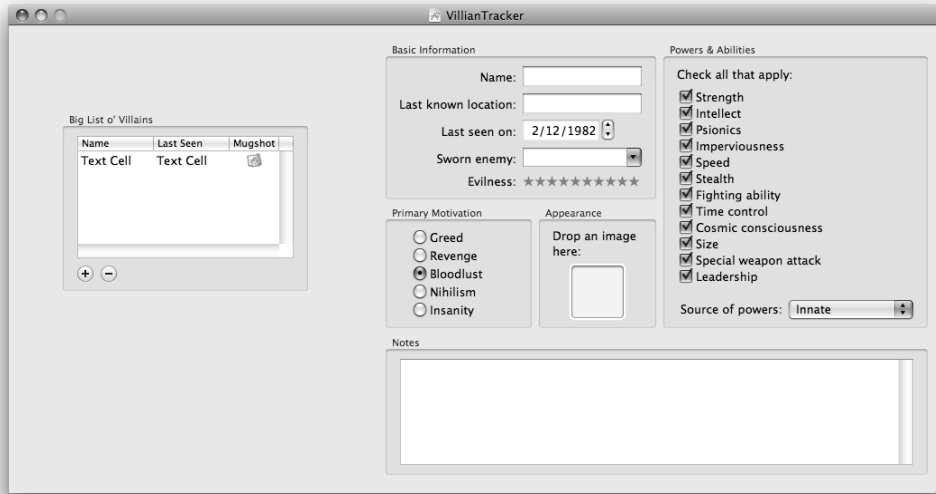 VillianTracker
Big List o' Villains
Name Last Seen Mugshot
Text Cell Text Cell
Basic Information
Name:
Last known location:
Last seen on: 2/12/1982
Sworn enemy:
Evilness: ★★★★★★★★★★
Primary Motivation
Greed
Revenge
Bloodlust
Nihilism
Insanity
Appearance
Drop an image
here:
Powers & Abilities
Check all that apply:
Strength
Intellect
Psionics
Imperviousness
Speed
Stealth
Fighting ability
Time control
Cosmic consciousness
Size
Special weapon attack
Leadership
Source of powers: Innate
Notes